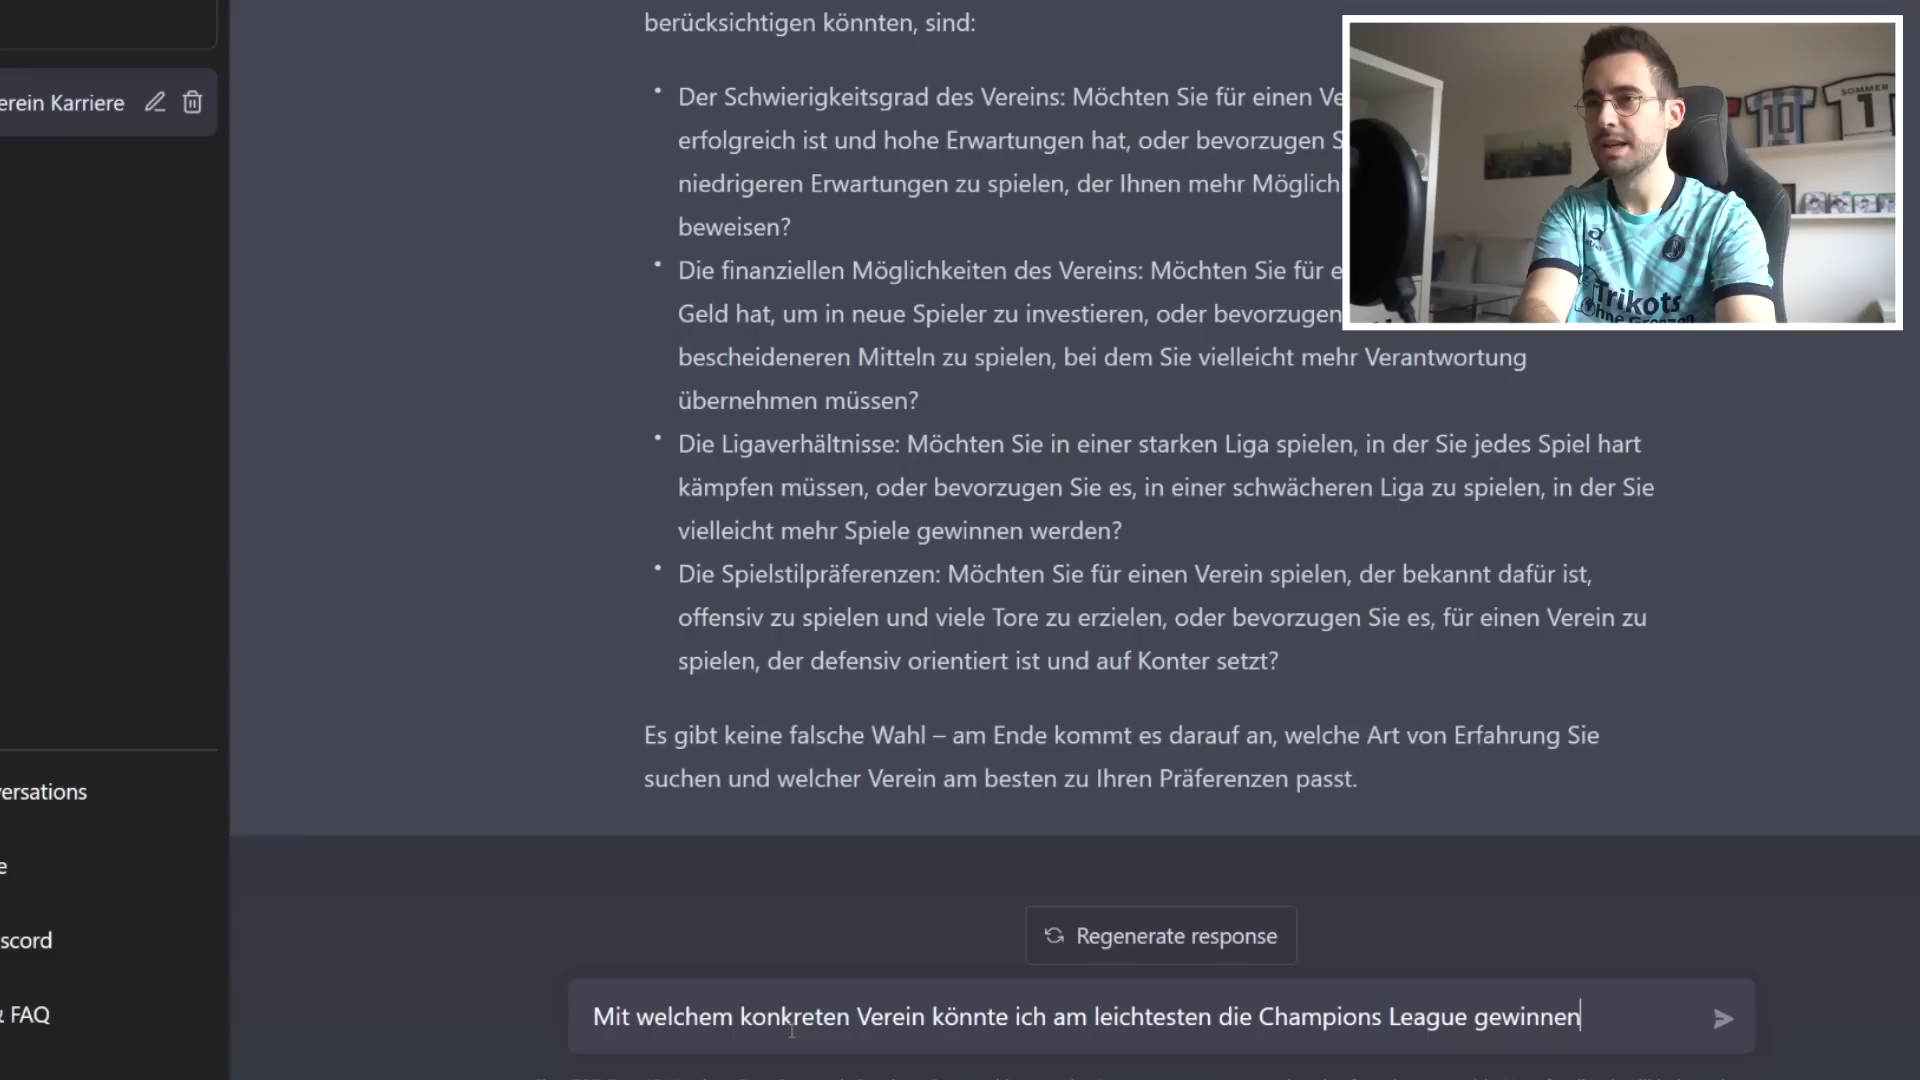 berücksichtigen könnten, sind:
Der Schwierigkeitsgrad des Vereins: Möchten Sie für einen Ve
erfolgreich ist und hohe Erwartungen hat, oder bevorzugen S
niedrigeren Erwartungen zu spielen, der Ihnen mehr Möglich
beweisen?
Die finanziellen Möglichkeiten des Vereins: Möchten Sie für e
Geld hat, um in neue Spieler zu investieren, oder bevorzugen
bescheideneren Mitteln zu spielen, bei dem Sie vielleicht mehr Verantwortung
übernehmen müssen?
Die Ligaverhältnisse: Möchten Sie in einer starken Liga spielen, in der Sie jedes Spiel hart
kämpfen müssen, oder bevorzugen Sie es, in einer schwächeren Liga zu spielen, in der Sie
vielleicht mehr Spiele gewinnen werden?
Die Spielstilpräferenzen: Möchten Sie für einen Verein spielen, der bekannt dafür ist,
offensiv zu spielen und viele Tore zu erzielen, oder bevorzugen Sie es, für einen Verein zu
spielen, der defensiv orientiert ist und auf Konter setzt?
Es gibt keine falsche Wahl – am Ende kommt es darauf an, welche Art von Erfahrung Sie
suchen und welcher Verein am besten zu Ihren Präferenzen passt.
Regenerate response
Mit welchem konkreten Verein könnte ich am leichtesten die Champions League gewinnen
erein Karriere
ersations
e
scord
& FAQ
10
SOMMER
1
Trikots
Ohne Grenzen